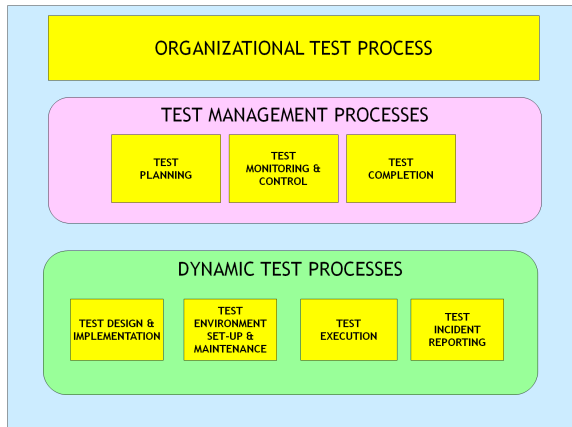 ORGANIZATIONAL TEST PROCESS
TEST MANAGEMENT PROCESSES
TEST
PLANNING
TEST
MONITORING &
CONTROL
TEST
COMPLETION
DYNAMIC TEST PROCESSES
TEST DESIGN &
IMPLEMENTATION
TEST
ENVIRONMENT
SET-UP &
MAINTENANCE
TEST
EXECUTION
TEST
INCIDENT
REPORTING